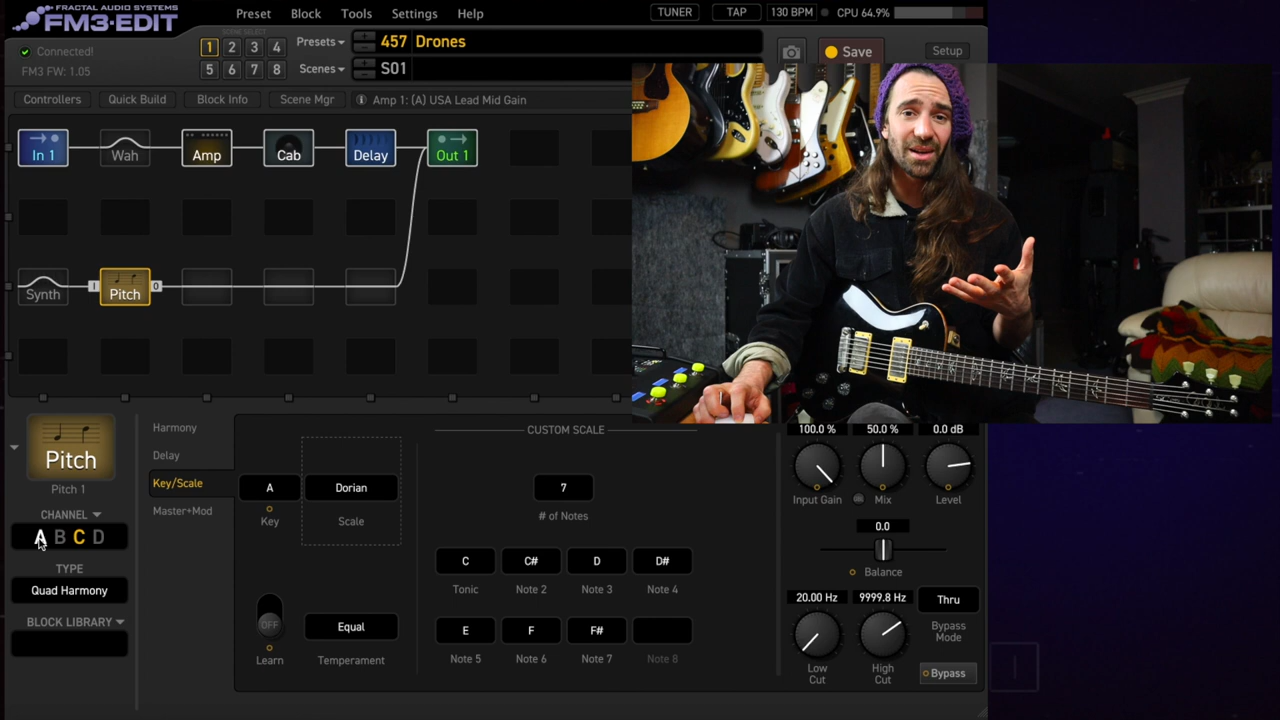 FRACTAL AUDIO SYSTEMS
FM3-EDIT
Preset Block Tools Settings Help
TUNER TAP 130 BPM CPU 64.9%
Connected!
FM3 FW: 1.05
SCENE SELECT
1 2 3 4
5 6 7 8
Presets 457 Drones
Scenes S01
Save Setup
Controllers Quick Build Block Info Scene Mgr Amp 1: (A) USA Lead Mid Gain
In 1 Wah Amp Cab Delay Out 1
Synth I Pitch O
Pitch
Pitch 1
CHANNEL
A B C D
TYPE
Quad Harmony
BLOCK LIBRARY
Harmony
Delay
Key/Scale
Master+Mod
A Dorian
Key Scale
OFF Equal
Learn Temperament
CUSTOM SCALE
7
# of Notes
C C# D D#
Tonic Note 2 Note 3 Note 4
E F F#
Note 5 Note 6 Note 7 Note 8
100.0 % 50.0 % 0.0 dB
Input Gain Mix Level
0.0
Balance
20.00 Hz 9999.8 Hz Thru
Low Cut High Cut Bypass Mode
Bypass